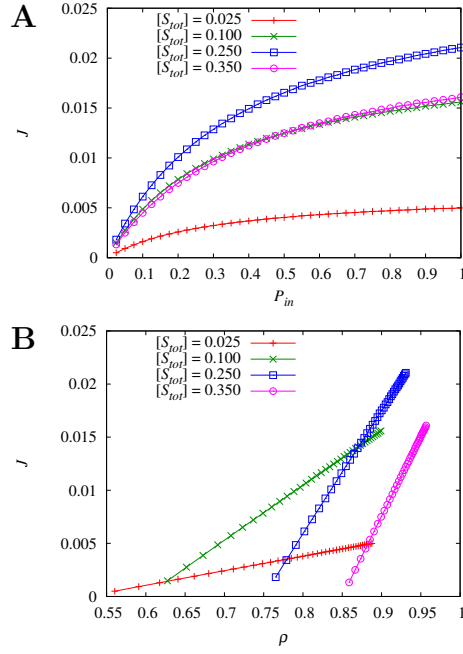 A
[S_tot] = 0.025
[S_tot] = 0.100
[S_tot] = 0.250
[S_tot] = 0.350
0.025
0.02
0.015
0.01
0.005
0
J
0 0.1 0.2 0.3 0.4 0.5 0.6 0.7 0.8 0.9 1
P_in
B
[S_tot] = 0.025
[S_tot] = 0.100
[S_tot] = 0.250
[S_tot] = 0.350
0.025
0.02
0.015
0.01
0.005
0
J
0.55 0.6 0.65 0.7 0.75 0.8 0.85 0.9 0.95 1
ρ